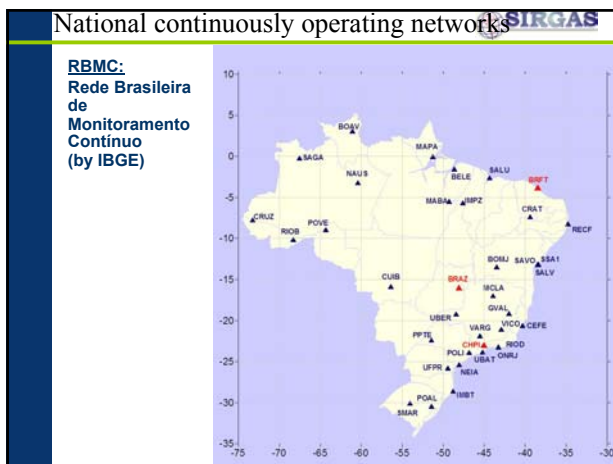 National continuously operating networks
SIRGAS
RBMC:
Rede Brasileira
de
Monitoramento
Contínuo
(by IBGE)
10
5
0
-5
-10
-15
-20
-25
-30
-35
BOAV
SAGA
MAPA
NAUS
BELE
SALU
BRFT
MABA
IMPZ
CRAT
CRUZ
POVE
RECF
RIOB
BOMJ
SAVO
SSA1
SALV
CUIB
BRAZ
MCLA
GVAL
UBER
VICO
CEFE
VARG
PPTE
CHPI
RIOD
POLI
UBAT
ONRJ
UFPR
NEIA
IMBT
POAL
SMAR
-75
-70
-65
-60
-55
-50
-45
-40
-35
-30